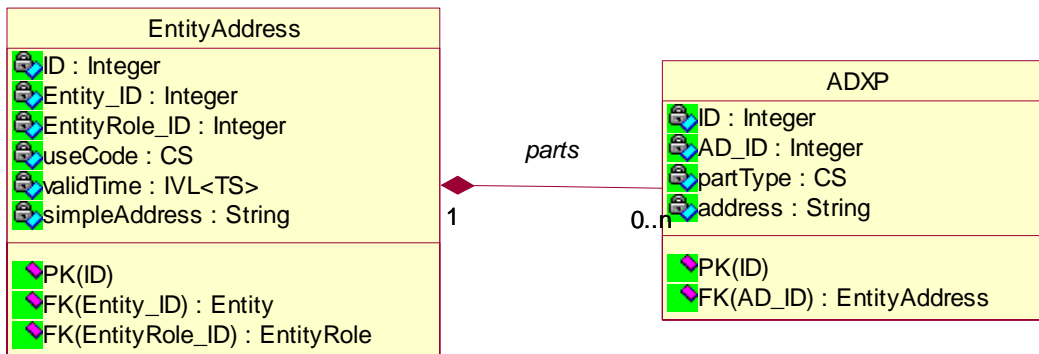 EntityAddress
ID : Integer
Entity_ID : Integer
EntityRole_ID : Integer
useCode : CS
validTime : IVL<TS>
simpleAddress : String
PK(ID)
FK(Entity_ID) : Entity
FK(EntityRole_ID) : EntityRole
parts
1
0..n
ADXP
ID : Integer
AD_ID : Integer
partType : CS
address : String
PK(ID)
FK(AD_ID) : EntityAddress